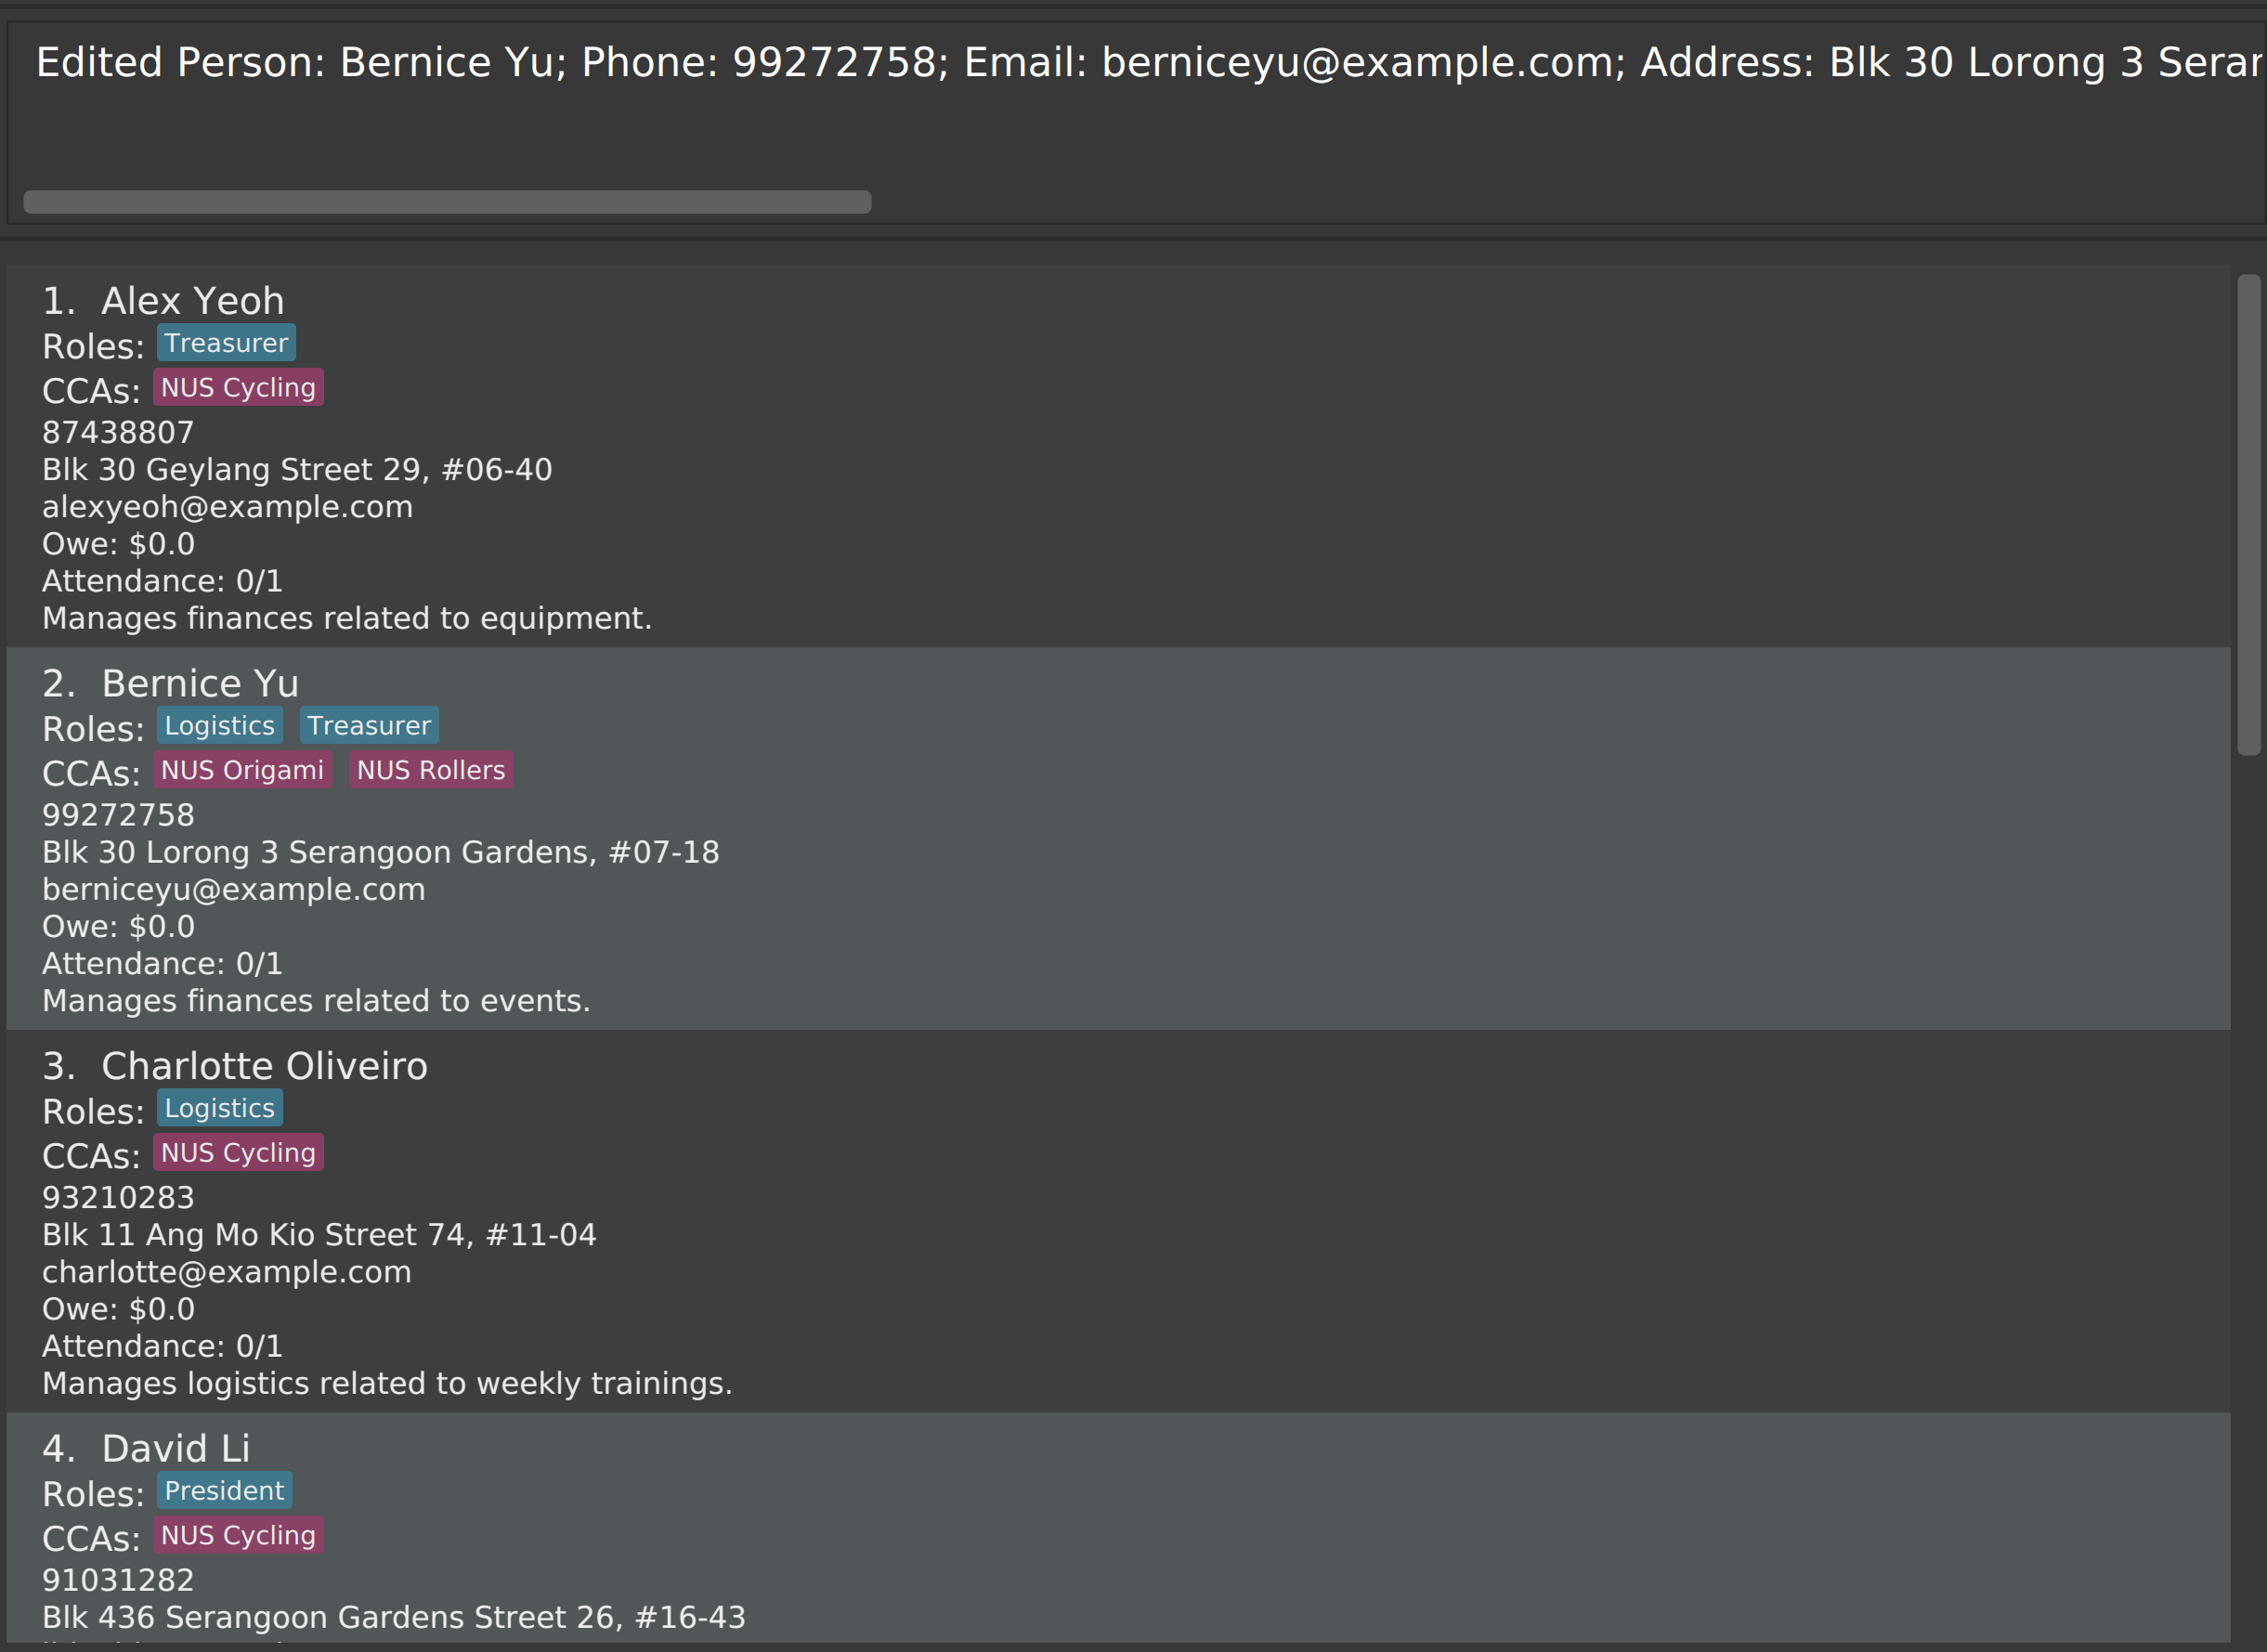 Edited Person: Bernice Yu; Phone: 99272758; Email: berniceyu@example.com; Address: Blk 30 Lorong 3
1. Alex Yeoh
Roles: Treasurer
CCAs: NUS Cycling
87438807
Blk 30 Geylang Street 29, #06-40
alexyeoh@example.com
Owe: $0.0
Attendance: 0/1
Manages finances related to equipment.
2. Bernice Yu
Roles: Logistics Treasurer
CCAs: NUS Origami NUS Rollers
99272758
Blk 30 Lorong 3 Serangoon Gardens, #07-18
berniceyu@example.com
Owe: $0.0
Attendance: 0/1
Manages finances related to events.
3. Charlotte Oliveiro
Roles: Logistics
CCAs: NUS Cycling
93210283
Blk 11 Ang Mo Kio Street 74, #11-04
charlotte@example.com
Owe: $0.0
Attendance: 0/1
Manages logistics related to weekly trainings.
4. David Li
Roles: President
CCAs: NUS Cycling
91031282
Blk 436 Serangoon Gardens Street 26, #16-43